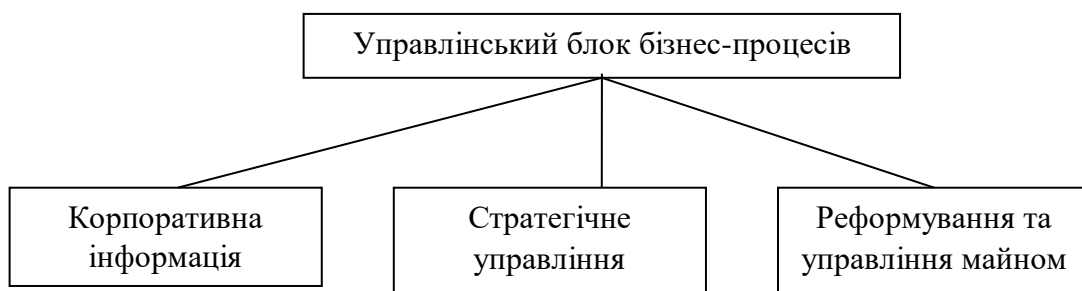 Управлінський блок бізнес-процесів
Корпоративна
інформація
Стратегічне
управління
Реформування та
управління майном